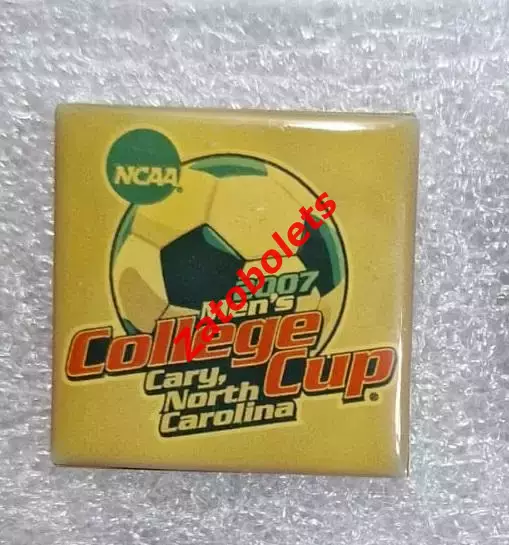 NCAA
2007
Men's
College Cup
Cary,
North
Carolina
Zatobolets